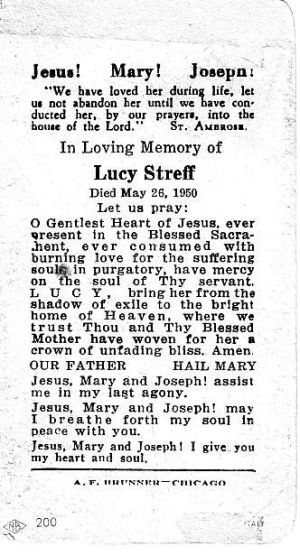 Jesus! Mary! Joseph!
"We have loved her during life, let
us not abandon her until we have con-
ducted her, by our prayers, into the
house of the Lord." St. Ambrose.
In Loving Memory of
Lucy Streff
Died May 26, 1950
Let us pray:
O Gentlest Heart of Jesus, ever
present in the Blessed Sacra-
ment, ever consumed with
burning love for the suffering
souls in purgatory, have mercy
on the soul of Thy servant.
LUCY, bring her from the
shadow of exile to the bright
home of Heaven, where we
trust Thou and Thy Blessed
Mother have woven for her a
crown of unfading bliss. Amen.
OUR FATHER HAIL MARY
Jesus, Mary and Joseph! assist
me in my last agony.
Jesus, Mary and Joseph! may
I breathe forth my soul in
peace with you.
Jesus, Mary and Joseph! I give you
my heart and soul.
A. F. BRUNNER—CHICAGO
NB 200 ITALY